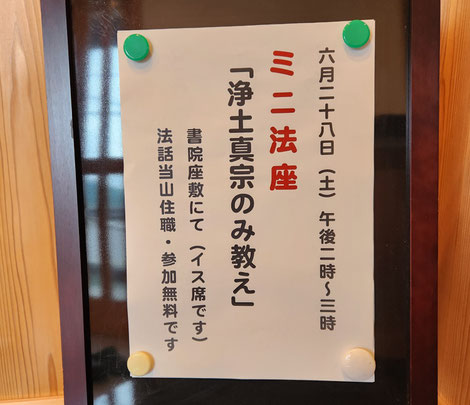 六月二十八日（土）午後二時〜三時
ミニ法座
「浄土真宗のみ教え」
書院座敷にて（イス席です）
法話当山住職・参加無料です